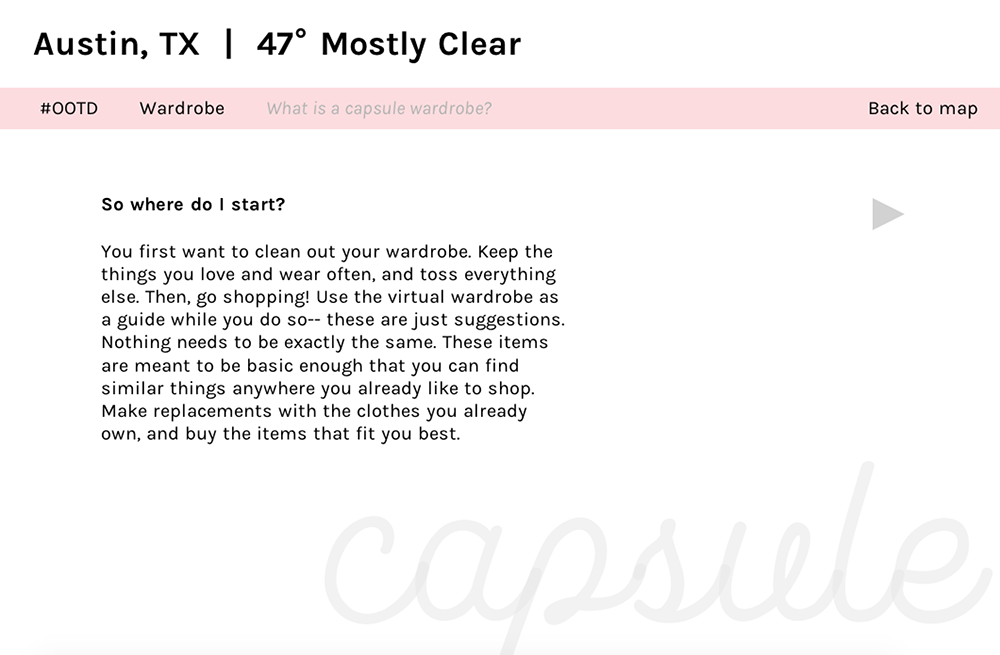 Austin, TX | 47° Mostly Clear
#OOTD Wardrobe What is a capsule wardrobe? Back to map
So where do I start?
You first want to clean out your wardrobe. Keep the
things you love and wear often, and toss everything
else. Then, go shopping! Use the virtual wardrobe as
a guide while you do so-- these are just suggestions.
Nothing needs to be exactly the same. These items
are meant to be basic enough that you can find
similar things anywhere you already like to shop.
Make replacements with the clothes you already
own, and buy the items that fit you best.
capsule